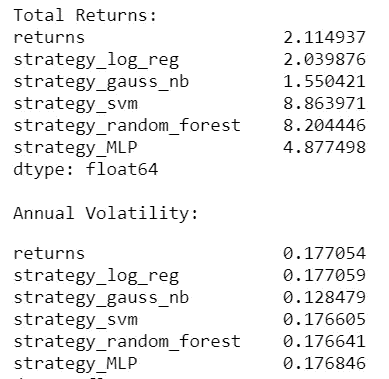 Total Returns:
returns 2.114937
strategy_log_reg 2.039876
strategy_gauss_nb 1.550421
strategy_svm 8.863971
strategy_random_forest 8.204446
strategy_MLP 4.877498
dtype: float64
Annual Volatility:
returns 0.177054
strategy_log_reg 0.177059
strategy_gauss_nb 0.128479
strategy_svm 0.176605
strategy_random_forest 0.176641
strategy_MLP 0.176846